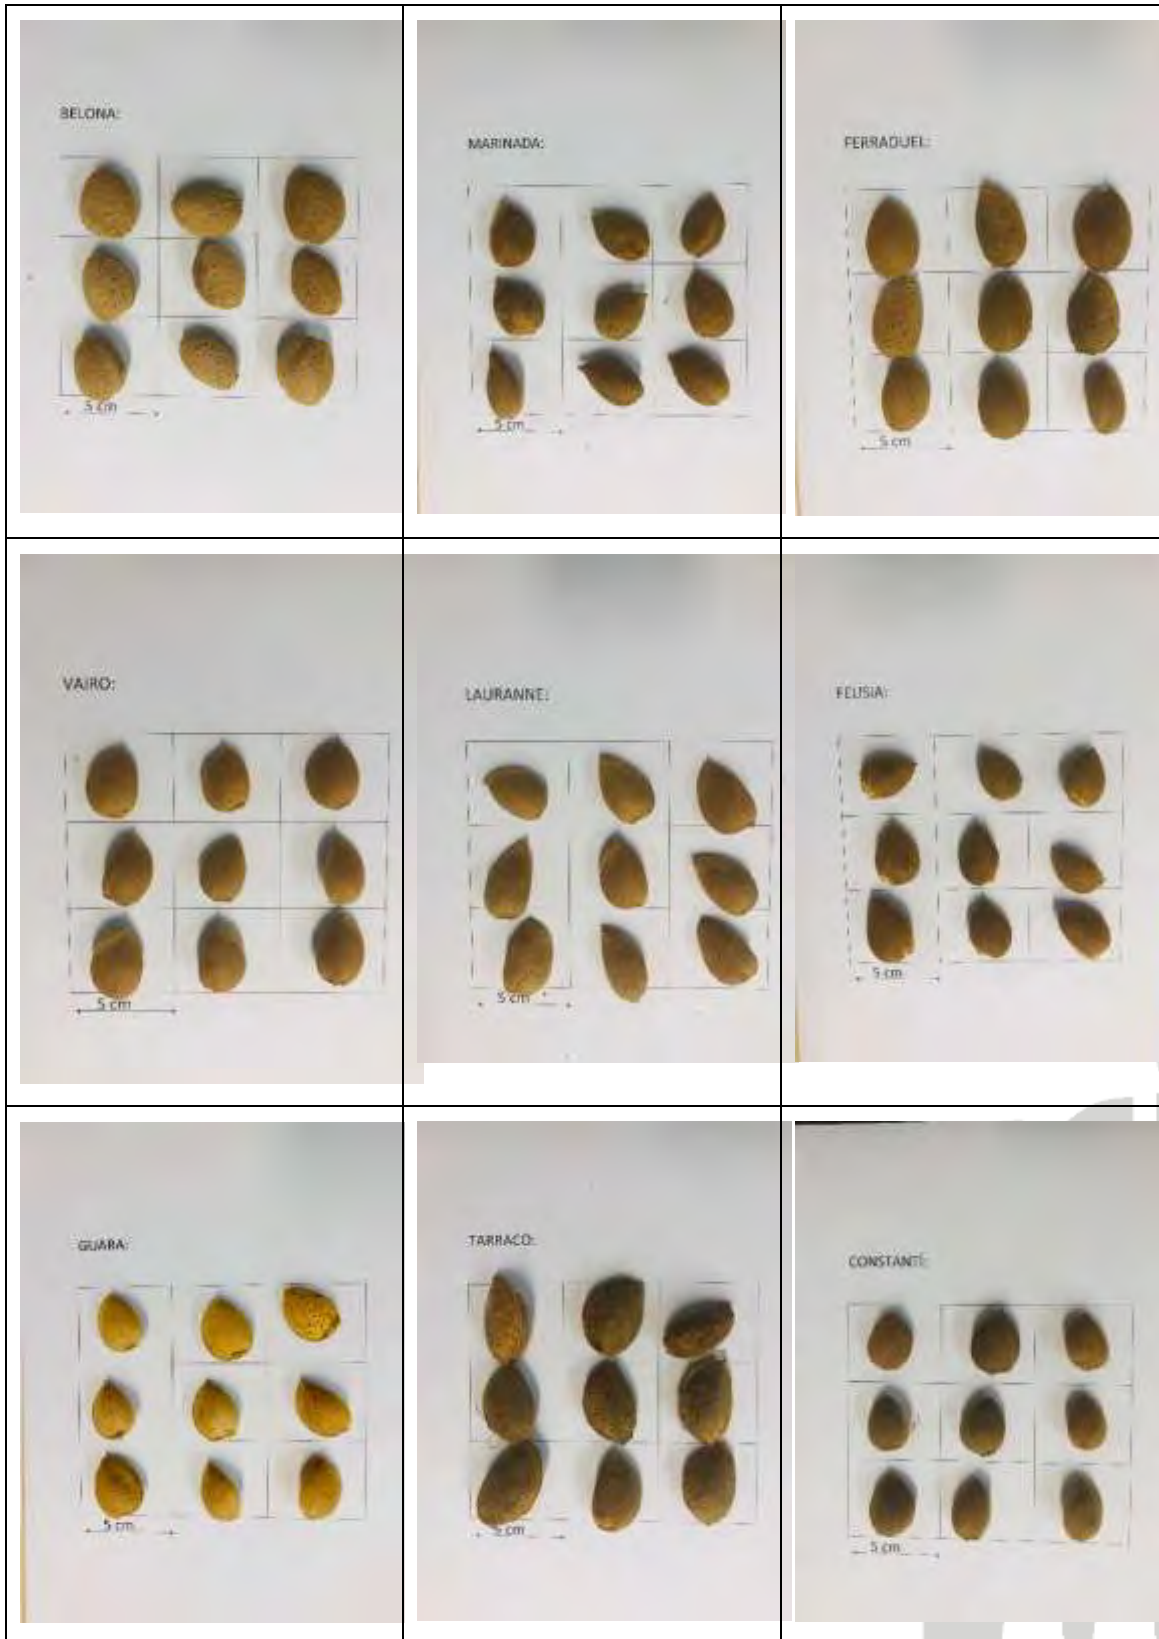 BELONA:
5 cm
MARINADA:
5 cm
FERRADUEL:
5 cm
VAIRO:
5 cm
LAURANNE:
5 cm
FELISIA:
5 cm
GUARA:
5 cm
TARRACO:
5 cm
CONSTANTÍ:
5 cm